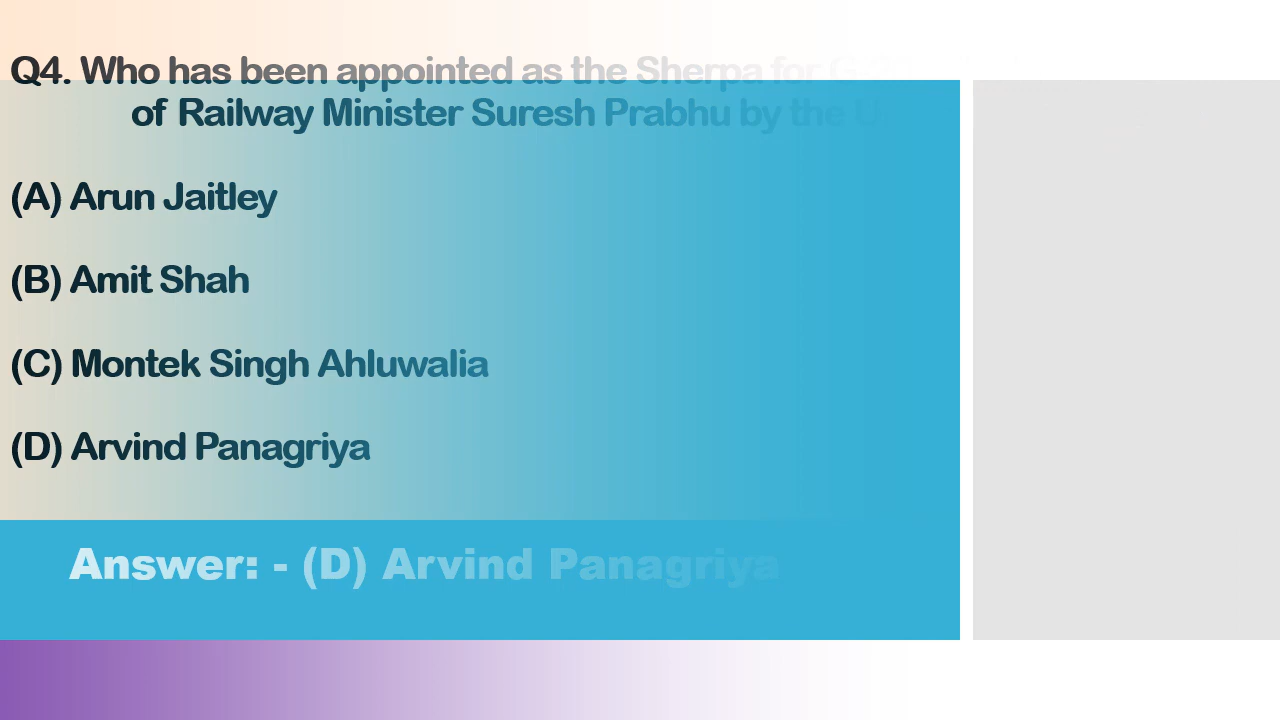 Q4. Who has been appointed as the Sherpa for
of Railway Minister Suresh Prabhu by the
(A) Arun Jaitley
(B) Amit Shah
(C) Montek Singh Ahluwalia
(D) Arvind Panagriya
Answer: - (D) Arvind Panagriya